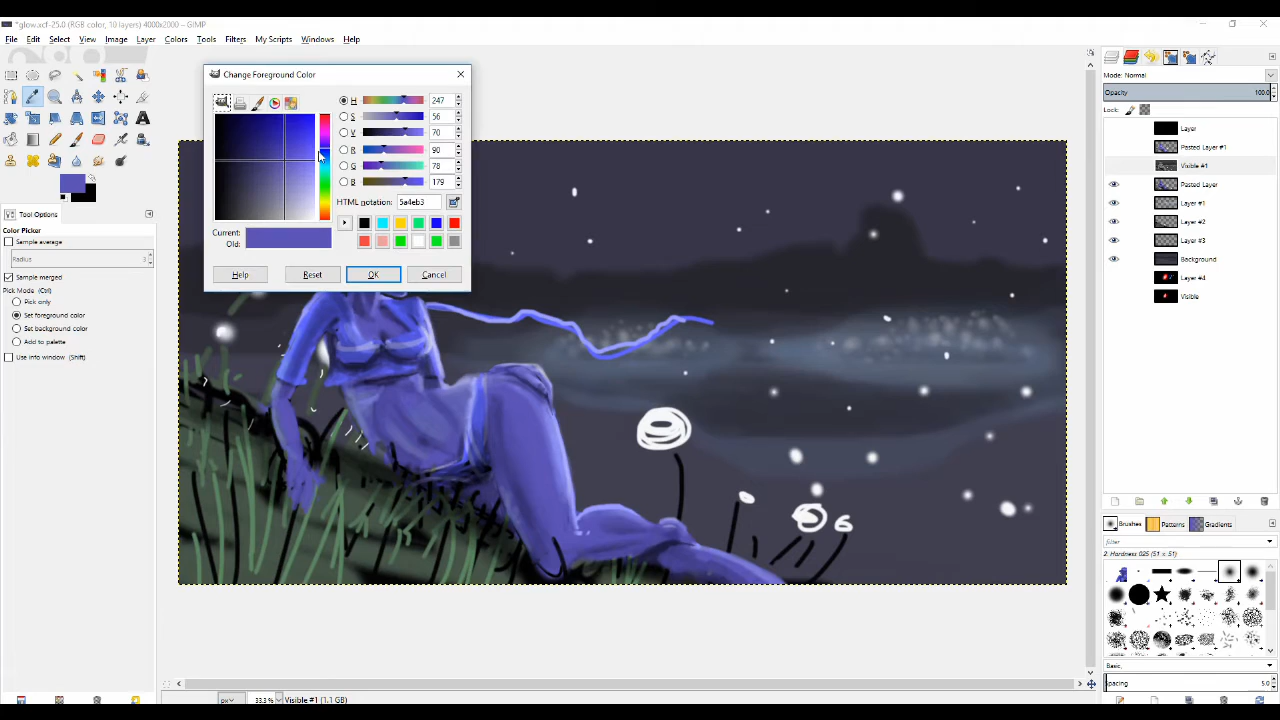 *glow.xcf-25.0 (RGB color, 10 layers) 4000x2000 – GIMP
File Edit Select View Image Layer Colors Tools Filters My Scripts Windows Help
Change Foreground Color
H 247
S 56
V 70
R 90
G 78
B 179
HTML notation: 5a4eb3
Current:
Old:
Help Reset OK Cancel
Tool Options
Color Picker
Sample average
Radius 3
Sample merged
Pick Mode (Ctrl)
Pick only
Set foreground color
Set background color
Add to palette
Use info window (Shift)
Mode: Normal
Opacity 100.0
Lock:
Layer
Pasted Layer #1
Visible #1
Pasted Layer
Layer #1
Layer #2
Layer #3
Background
Layer #4
Visible
Brushes Patterns Gradients
filter
2. Hardness 025 (51 × 51)
Basic,
Spacing 5.0
px 33.3 Visible #1 (1.1 GB)